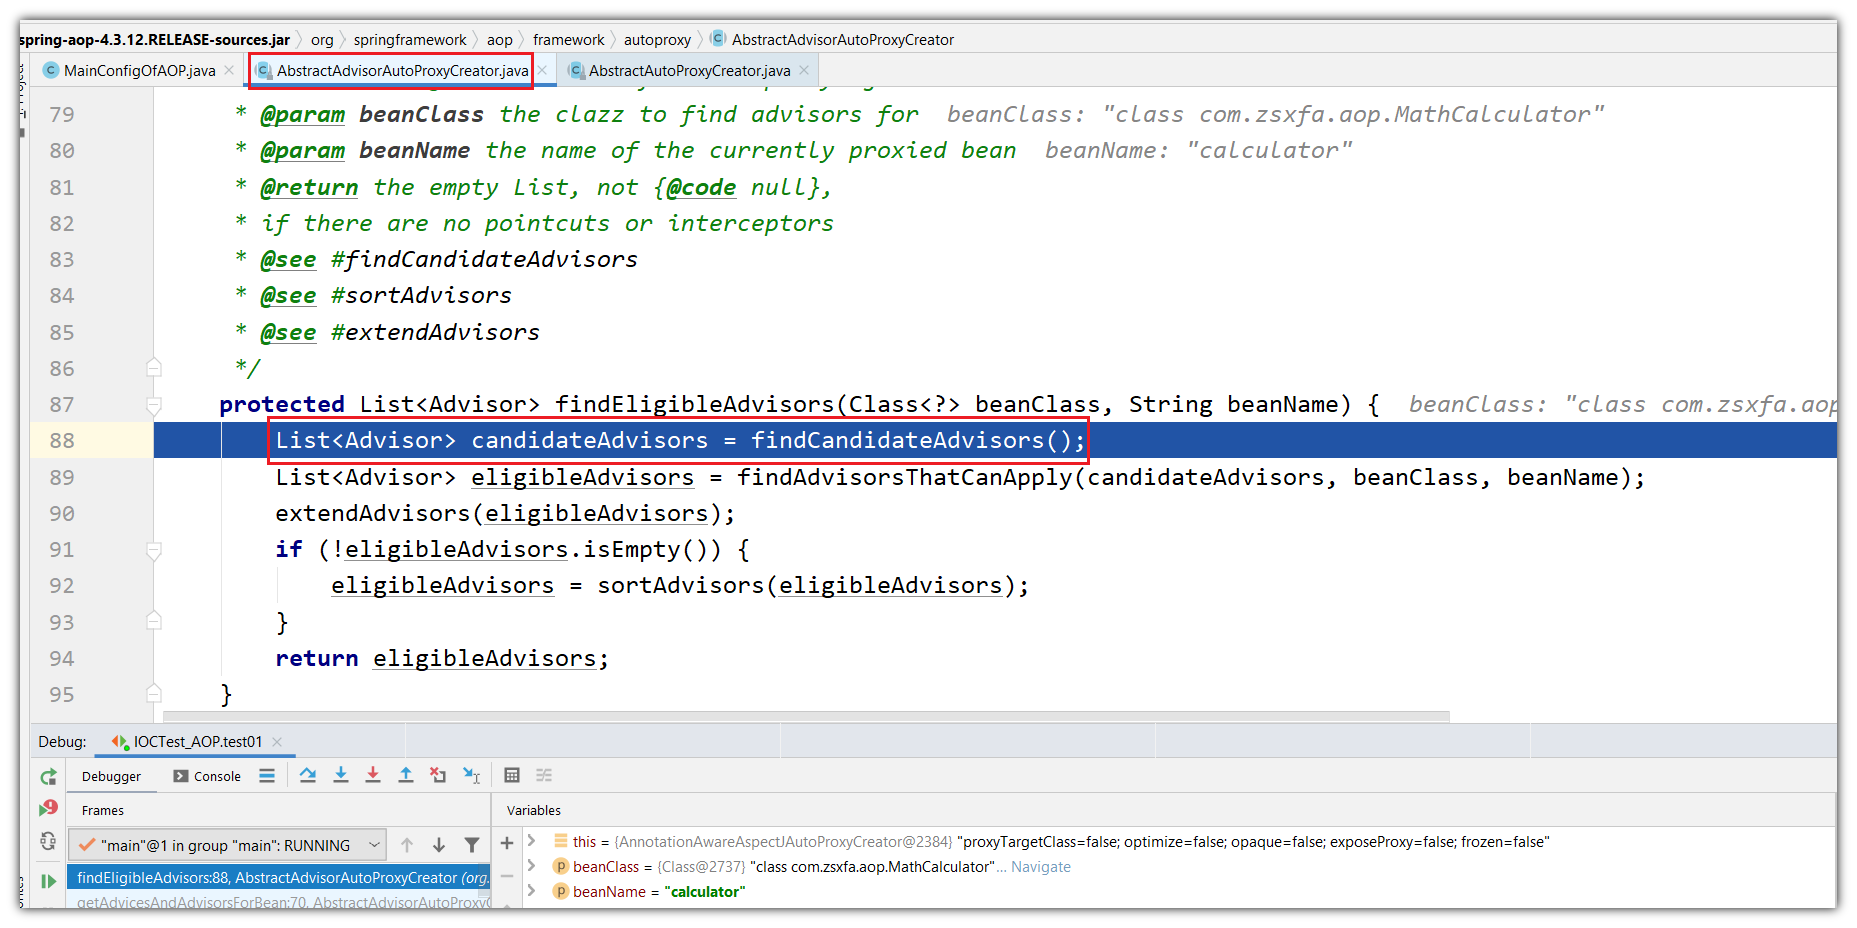 spring-aop-4.3.12.RELEASE-sources.jar org springframework aop framework autoproxy AbstractAdvisorAutoProxyCreator
MainConfigOfAOP.java AbstractAdvisorAutoProxyCreator.java AbstractAutoProxyCreator.java
79 * @param beanClass the clazz to find advisors for beanClass: "class com.zsxfa.aop.MathCalculator"
80 * @param beanName the name of the currently proxied bean beanName: "calculator"
81 * @return the empty List, not {@code null},
82 * if there are no pointcuts or interceptors
83 * @see #findCandidateAdvisors
84 * @see #sortAdvisors
85 * @see #extendAdvisors
86 */
87 protected List<Advisor> findEligibleAdvisors(Class<?> beanClass, String beanName) { beanClass: "class com.zsxfa.aop
88 List<Advisor> candidateAdvisors = findCandidateAdvisors();
89 List<Advisor> eligibleAdvisors = findAdvisorsThatCanApply(candidateAdvisors, beanClass, beanName);
90 extendAdvisors(eligibleAdvisors);
91 if (!eligibleAdvisors.isEmpty()) {
92 eligibleAdvisors = sortAdvisors(eligibleAdvisors);
93 }
94 return eligibleAdvisors;
95 }
Debug: IOCTest_AOP.test01
Debugger Console
Frames Variables
"main"@1 in group "main": RUNNING
this = {AnnotationAwareAspectJAutoProxyCreator@2384} "proxyTargetClass=false; optimize=false; opaque=false; exposeProxy=false; frozen=false"
beanClass = {Class@2737} "class com.zsxfa.aop.MathCalculator"... Navigate
findEligibleAdvisors:88, AbstractAdvisorAutoProxyCreator (org.
beanName = "calculator"
getAdvicesAndAdvisorsForBean:70, AbstractAdvisorAutoProxyC